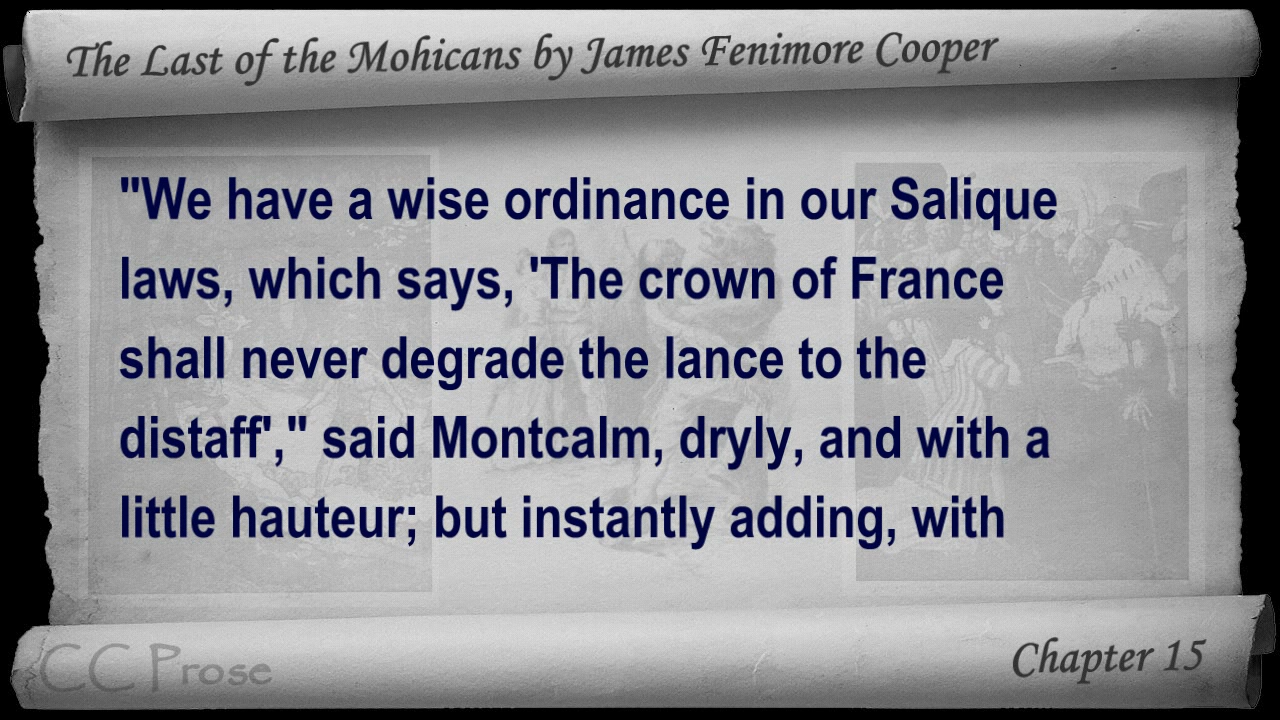 The Last of the Mohicans by James Fenimore Cooper
"We have a wise ordinance in our Salique
laws, which says, 'The crown of France
shall never degrade the lance to the
distaff'," said Montcalm, dryly, and with a
little hauteur; but instantly adding, with
CC Prose
Chapter 15